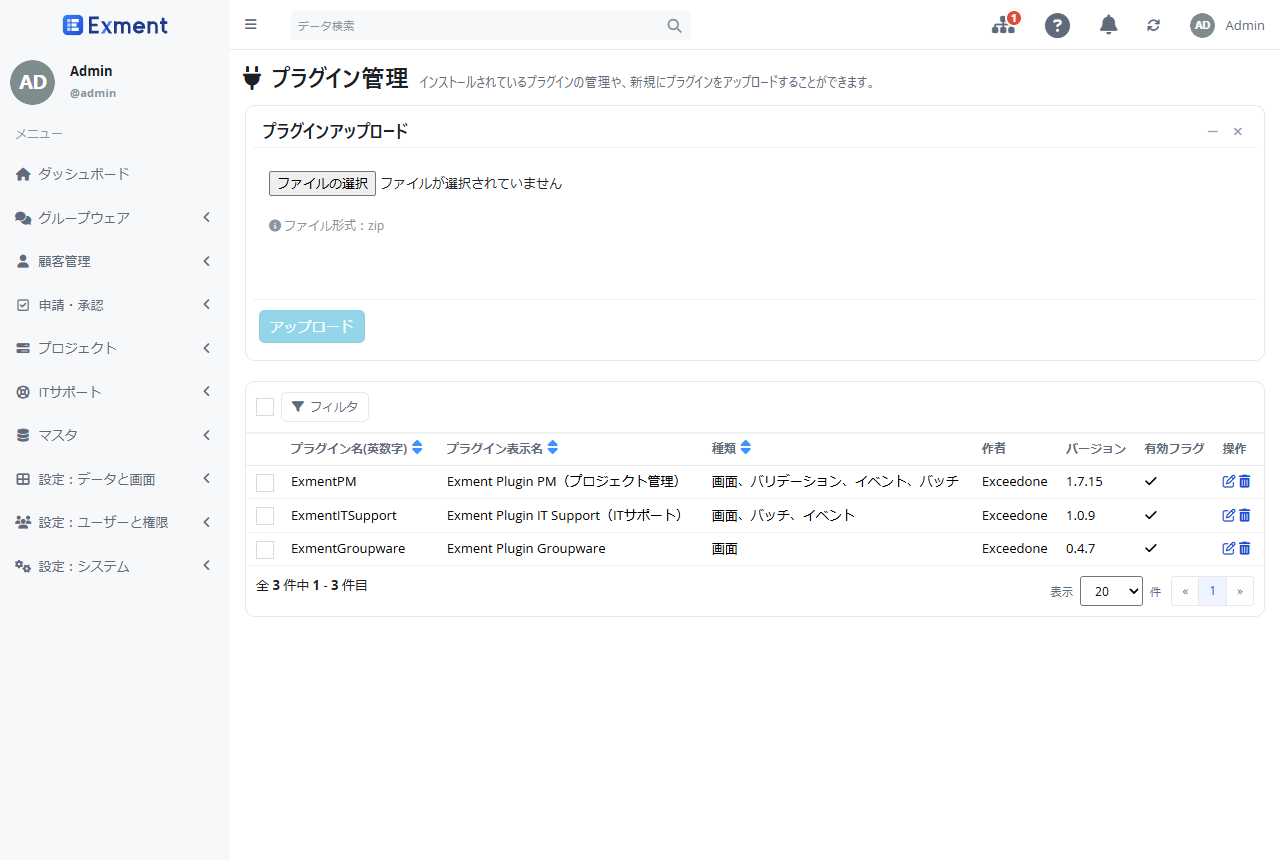 Exment
データ検索
1
?
AD Admin
AD
Admin
@admin
メニュー
ダッシュボード
グループウェア
顧客管理
申請・承認
プロジェクト
ITサポート
マスタ
設定：データと画面
設定：ユーザーと権限
設定：システム
プラグイン管理 インストールされているプラグインの管理や、新規にプラグインをアップロードすることができます。
プラグインアップロード
ファイルの選択 ファイルが選択されていません
ファイル形式：zip
アップロード
フィルタ
プラグイン名(英数字) プラグイン表示名 種類 作者 バージョン 有効フラグ 操作
ExmentPM Exment Plugin PM（プロジェクト管理） 画面、バリデーション、イベント、バッチ Exceedone 1.7.15
ExmentITSupport Exment Plugin IT Support（ITサポート） 画面、バッチ、イベント Exceedone 1.0.9
ExmentGroupware Exment Plugin Groupware 画面 Exceedone 0.4.7
全 3 件中 1 - 3 件目
表示 20 件 « 1 »